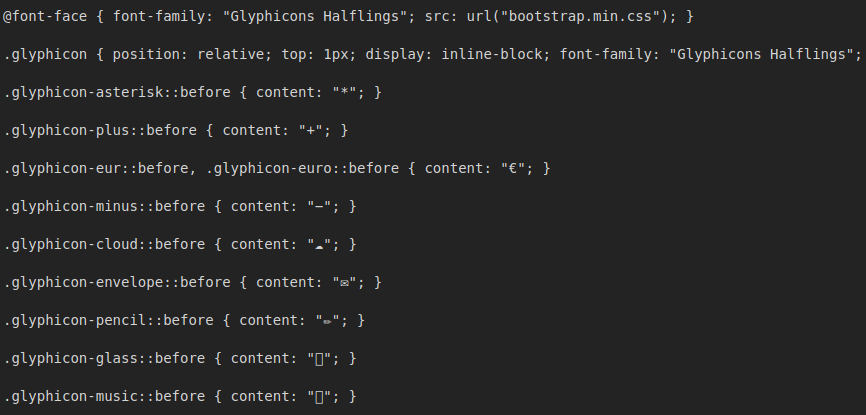 @font-face { font-family: "Glyphicons Halflings"; src: url("bootstrap.min.css"); }
.glyphicon { position: relative; top: 1px; display: inline-block; font-family: "Glyphicons Halflings";
.glyphicon-asterisk::before { content: "*"; }
.glyphicon-plus::before { content: "+"; }
.glyphicon-eur::before, .glyphicon-euro::before { content: "€"; }
.glyphicon-minus::before { content: "−"; }
.glyphicon-cloud::before { content: "☁"; }
.glyphicon-envelope::before { content: "✉"; }
.glyphicon-pencil::before { content: "✏"; }
.glyphicon-glass::before { content: "▯"; }
.glyphicon-music::before { content: "▯"; }